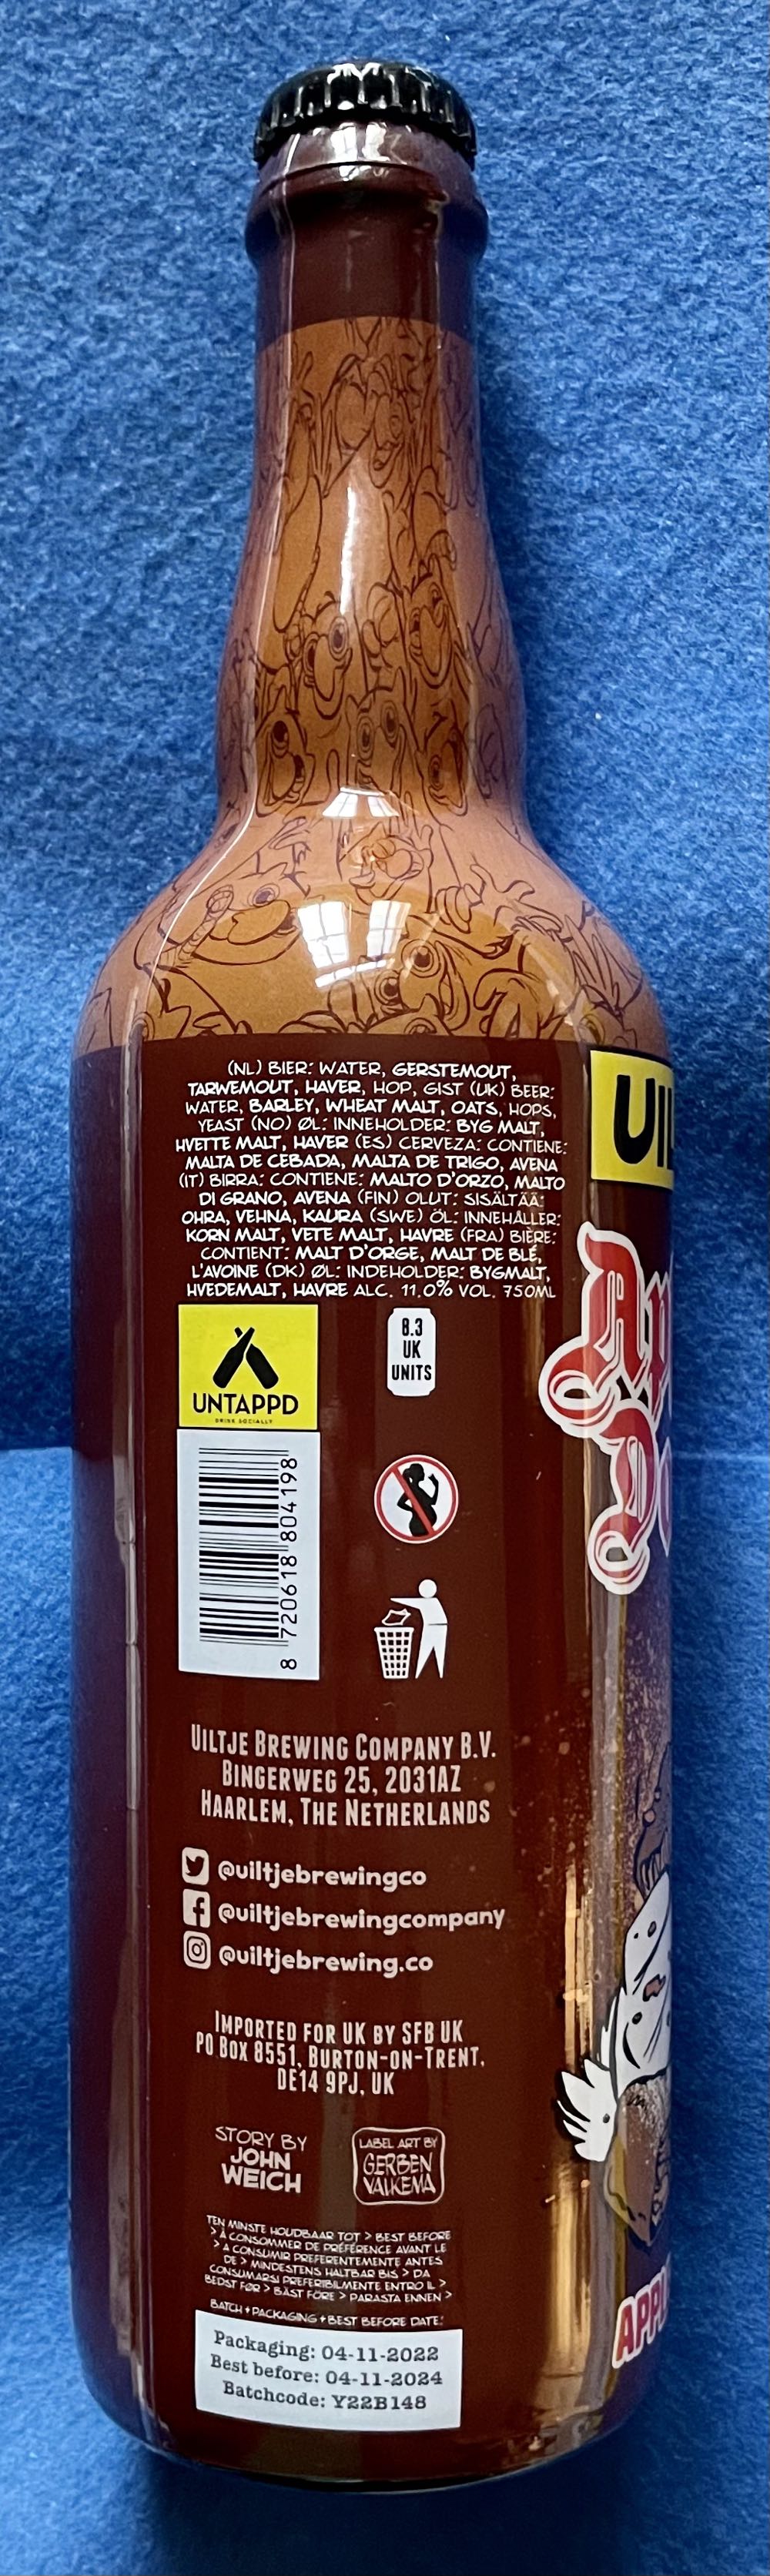 (NL) BIER: WATER, GERSTEMOUT,
TARWEMOUT, HAVER, HOP, GIST (UK) BEER:
WATER, BARLEY, WHEAT MALT, OATS, HOPS,
YEAST (NO) ØL: INNEHOLDER: BYG MALT,
HVETTE MALT, HAVER (ES) CERVEZA: CONTIENE:
MALTA DE CEBADA, MALTA DE TRIGO, AVENA
(IT) BIRRA: CONTIENE: MALTO D'ORZO, MALTO
DI GRANO, AVENA (FIN) OLUT: SISÄLTÄÄ:
OHRA, VEHNA, KAURA (SWE) ÖL: INNEHÅLLER:
KORN MALT, VETE MALT, HAVRE (FRA) BIÈRE:
CONTIENT: MALT D'ORGE, MALT DE BLÉ,
L'AVOINE (DK) ØL: INDEHOLDER: BYGMALT,
HVEDEMALT, HAVRE ALC. 11.0% VOL. 750ML
UNTAPPD
DRINK SOCIALLY
8.3
UK
UNITS
8 720618 804198
UILTJE BREWING COMPANY B.V.
BINGERWEG 25, 2031AZ
HAARLEM, THE NETHERLANDS
@uiltjebrewingco
@uiltjebrewingcompany
@uiltjebrewing.co
IMPORTED FOR UK BY SFB UK
PO BOX 8551, BURTON-ON-TRENT,
DE14 9PJ, UK
STORY BY
JOHN
WEICH
LABEL ART BY
GERBEN
VALKEMA
TEN MINSTE HOUDBAAR TOT > BEST BEFORE
> À CONSOMMER DE PRÉFÉRENCE AVANT LE
> A CONSUMIR PREFERENTEMENTE ANTES
DE > MINDESTENS HALTBAR BIS > DA
CONSUMARSI PREFERIBILMENTE ENTRO IL >
BEDST FØR > BÄST FÖRE > PARASTA ENNEN >
BATCH + PACKAGING + BEST BEFORE DATE:
Packaging: 04-11-2022
Best before: 04-11-2024
Batchcode: Y22B148
UIL
APPL